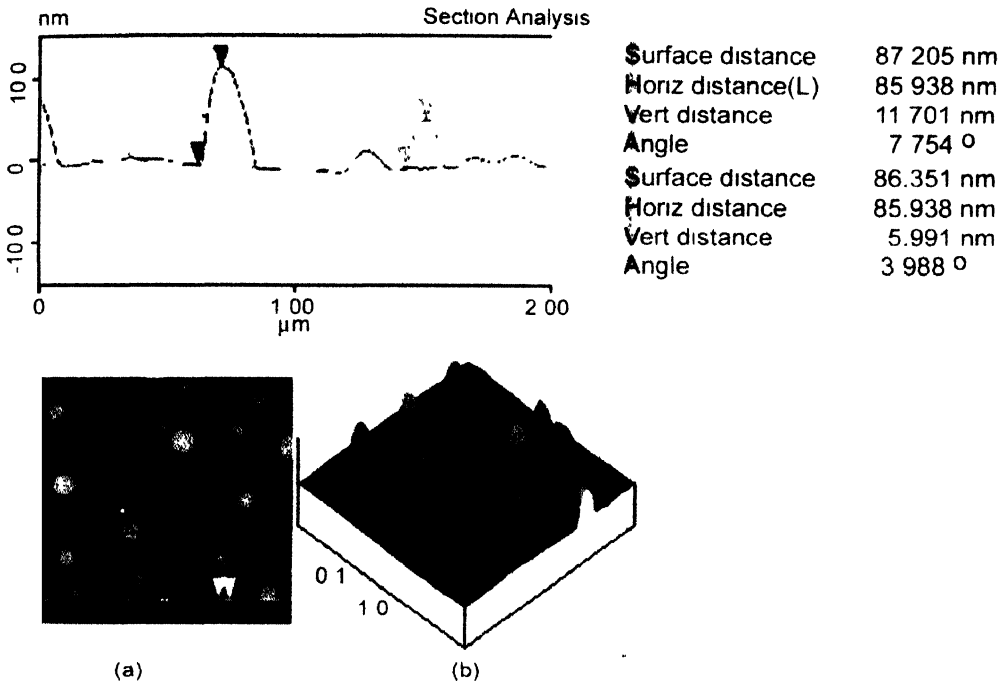 nm
Section Analysis
10 0
0
-10 0
0
1 00
2 00
µm
Surface distance 87 205 nm
Horiz distance(L) 85 938 nm
Vert distance 11 701 nm
Angle 7 754 º
Surface distance 86.351 nm
Horiz distance 85.938 nm
Vert distance 5.991 nm
Angle 3 988 º
0 1
1 0
(a)
(b)